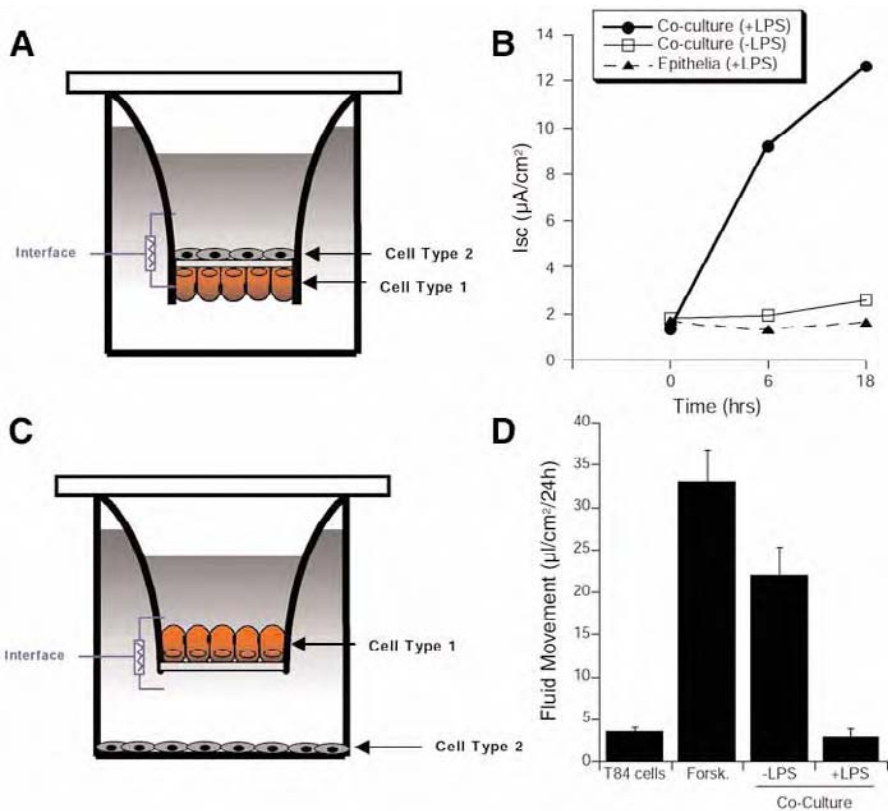 A
Interface
Cell Type 2
Cell Type 1
B
Co-culture (+LPS)
Co-culture (-LPS)
Epithelia (+LPS)
Isc (µA/cm²)
14
12
10
8
6
4
2
0
0 6 18
Time (hrs)
C
Interface
Cell Type 1
Cell Type 2
D
Fluid Movement (µl/cm²/24h)
40
35
30
25
20
15
10
5
0
T84 cells Forsk. -LPS +LPS
Co-Culture